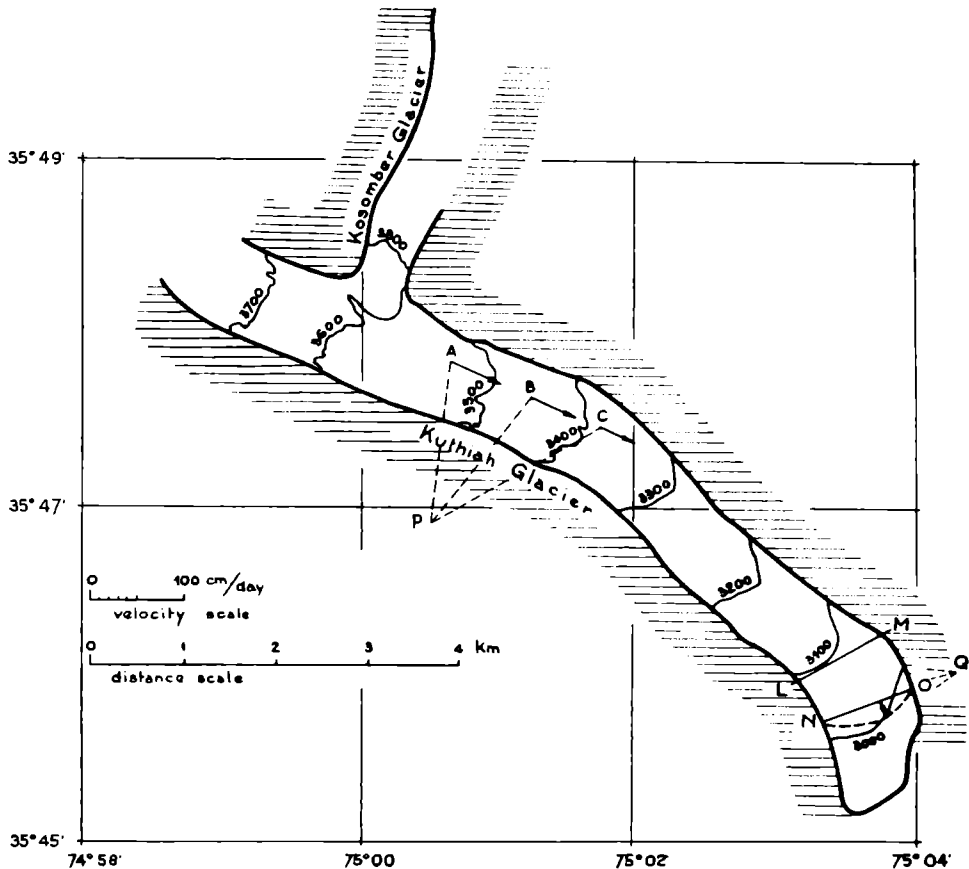 Kosomber Glacier
35°49'
3800
3700
3600
A
3500
B
3400
C
Kuthiah Glacier
3300
35°47'
P
3200
0 100 cm/day
velocity scale
0 1 2 3 4 Km
distance scale
3100
M
L
Q
O
N
3000
35°45'
74°58' 75°00 75°02 75°04'